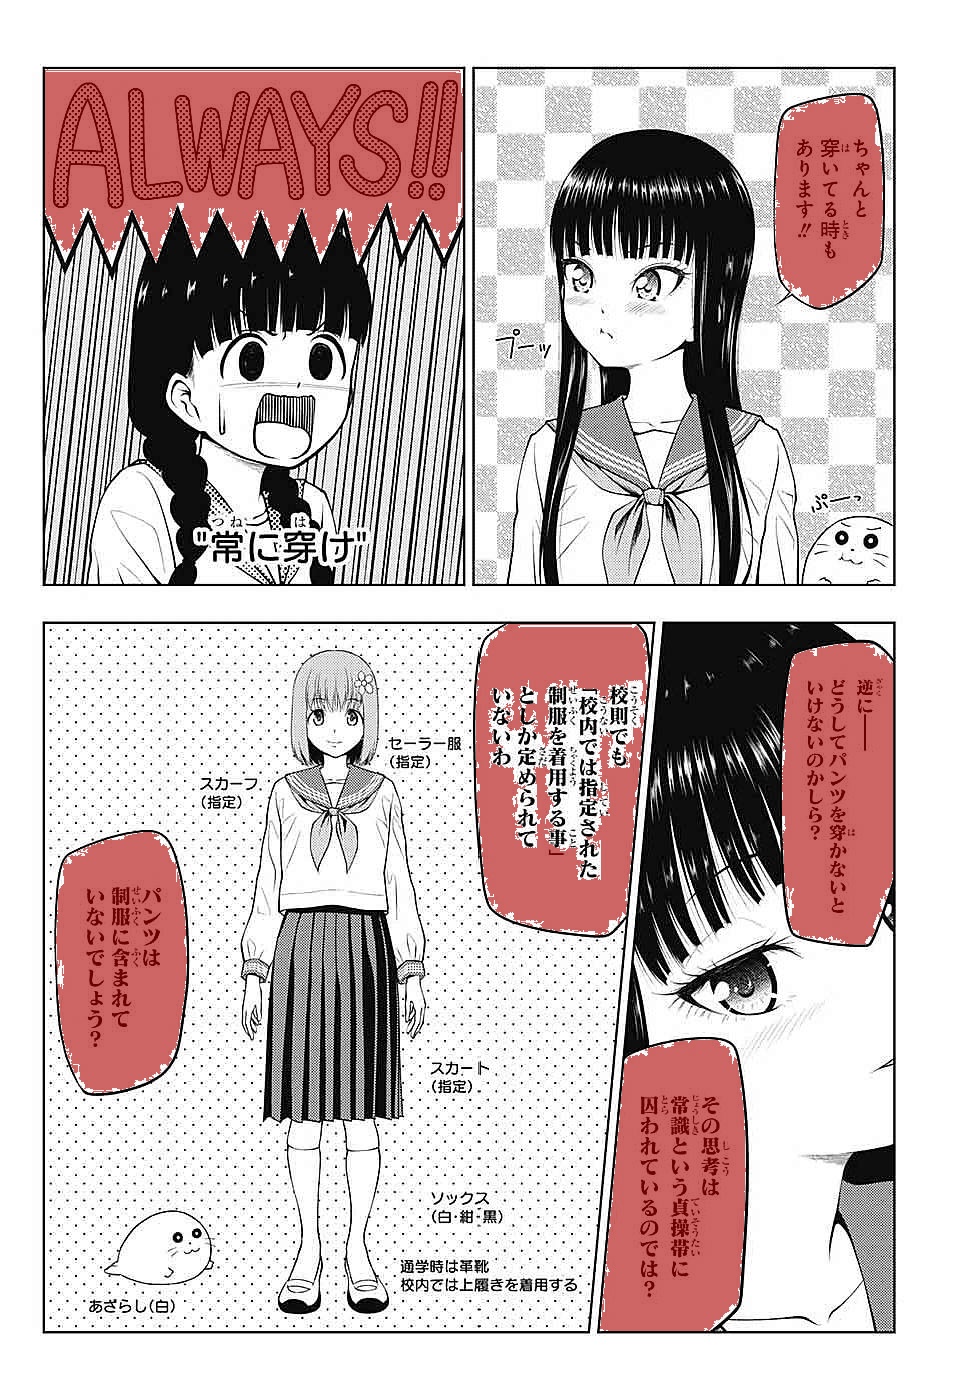 ちゃんと
穿いてる時も
あります!!
プーッ
ぷーっ
ALWAYS!!
"常に穿け"
逆に――
どうしてパンツを穿かないと
いけないのかしら?
その思考は
常識という貞操帯に
囚われているのでは?
校則でも
「校内では指定された
制服を着用する事」
としか定められて
いないわ
セーラー服
(指定)
スカーフ
(指定)
パンツは
制服に含まれて
いないでしょう?
スカート
(指定)
ソックス
(白・紺・黒)
通学時は革靴
校内では上履きを着用する
あざらし(白)